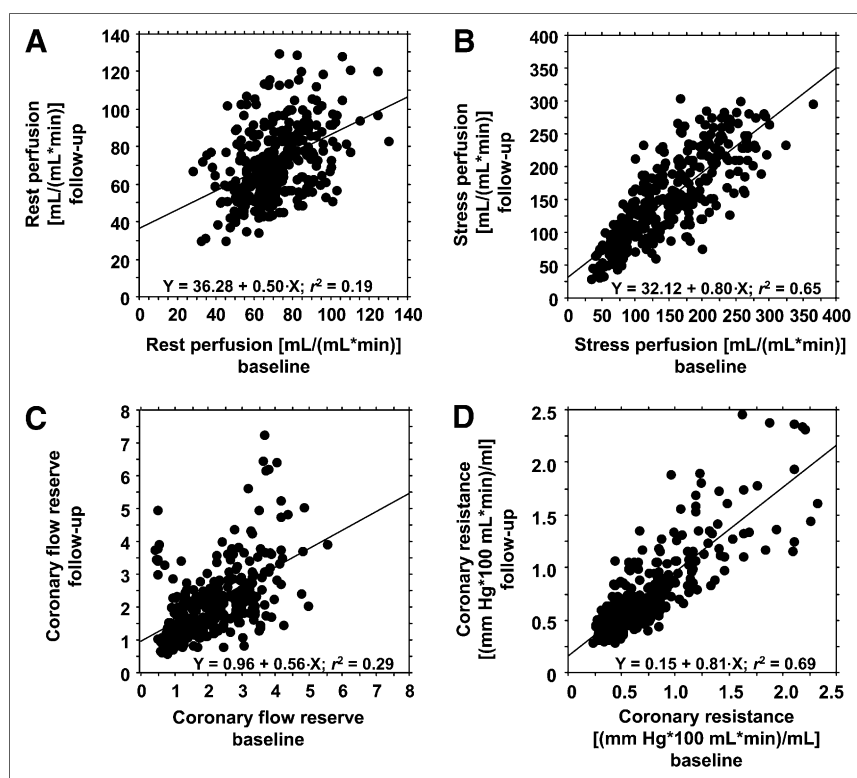 A
Rest perfusion
[mL/(mL*min)]
follow-up
140
120
100
80
60
40
20
0
Y = 36.28 + 0.50·X; r² = 0.19
0 20 40 60 80 100 120 140
Rest perfusion [mL/(mL*min)]
baseline
B
Stress perfusion
[mL/(mL*min)]
follow-up
400
350
300
250
200
150
100
50
0
Y = 32.12 + 0.80·X; r² = 0.65
0 50 100 150 200 250 300 350 400
Stress perfusion [mL/(mL*min)]
baseline
C
Coronary flow reserve
follow-up
8
7
6
5
4
3
2
1
0
Y = 0.96 + 0.56·X; r² = 0.29
0 1 2 3 4 5 6 7 8
Coronary flow reserve
baseline
D
Coronary resistance
[(mm Hg*100 mL*min)/ml]
follow-up
2.5
2.0
1.5
1.0
0.5
0
Y = 0.15 + 0.81·X; r² = 0.69
0 0.5 1.0 1.5 2.0 2.5
Coronary resistance
[(mm Hg*100 mL*min)/mL]
baseline